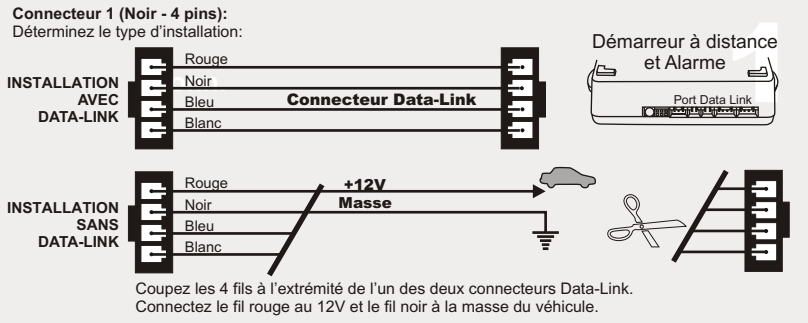 Connecteur 1 (Noir - 4 pins):
Déterminez le type d'installation:
INSTALLATION
AVEC
DATA-LINK
Rouge
Noir
Bleu
Blanc
Connecteur Data-Link
1
Démarreur à distance
et Alarme
Port Data Link
INSTALLATION
SANS
DATA-LINK
Rouge
Noir
Bleu
Blanc
+12V
Masse
Coupez les 4 fils à l'extrémité de l'un des deux connecteurs Data-Link.
Connectez le fil rouge au 12V et le fil noir à la masse du véhicule.